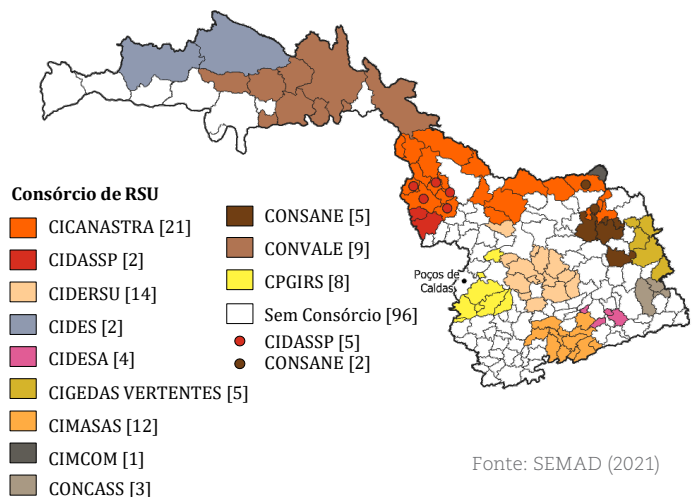 Consórcio de RSU
CICANASTRA [21]
CIDASSP [2]
CIDERSU [14]
CIDES [2]
CIDESA [4]
CIGEDAS VERTENTES [5]
CIMASAS [12]
CIMCOM [1]
CONCASS [3]
CONSANE [5]
CONVALE [9]
CPGIRS [8]
Sem Consórcio [96]
CIDASSP [5]
CONSANE [2]
Poços de
Caldas
Fonte: SEMAD (2021)